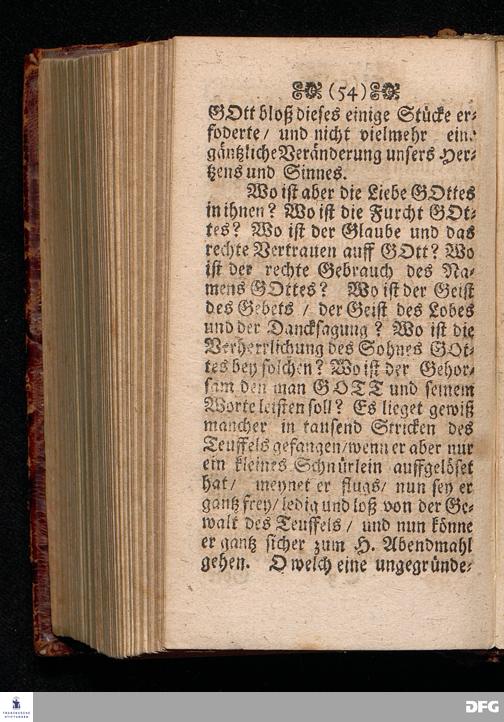 (54)
GOtt bloß dieses einige Stücke er-
foderte / und nicht vielmehr eine
gäntzliche Veränderung unsers Her-
tzens und Sinnes.
Wo ist aber die Liebe GOttes
in ihnen? Wo ist die Furcht GOt-
tes? Wo ist der Glaube und das
rechte Vertrauen auff GOtt? Wo
ist der rechte Gebrauch des Na-
mens GOttes? Wo ist der Geist
des Gebets / der Geist des Lobes
und der Dancksagung? Wo ist die
Verherrlichung des Sohnes GOt-
tes bey solchen? Wo ist der Gehor-
sam den man GOTT und seinem
Worte leisten soll? Es lieget gewiß
mancher in tausend Stricken des
Teuffels gefangen / wenn er aber nur
ein kleines Schnürlein auffgelöset
hat / meynet er flugs / nun sey er
gantz frey / ledig und loß von der Ge-
walt des Teuffels / und nun könne
er gantz sicher zum H. Abendmahl
gehen. O welch eine ungegründe-
FRANCKESCHE
STIFTUNGEN
DFG